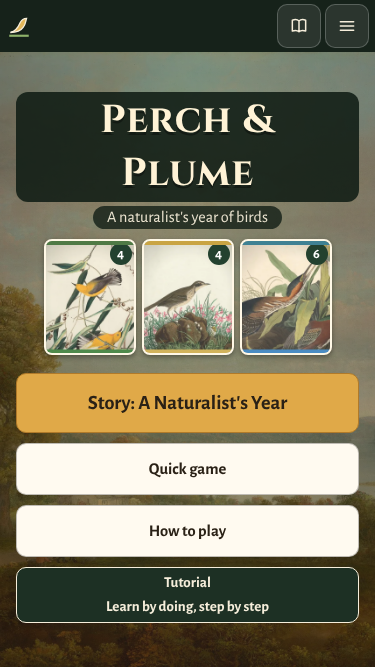 Perch &
Plume
A naturalist's year of birds
4
4
6
Story: A Naturalist's Year
Quick game
How to play
Tutorial
Learn by doing, step by step